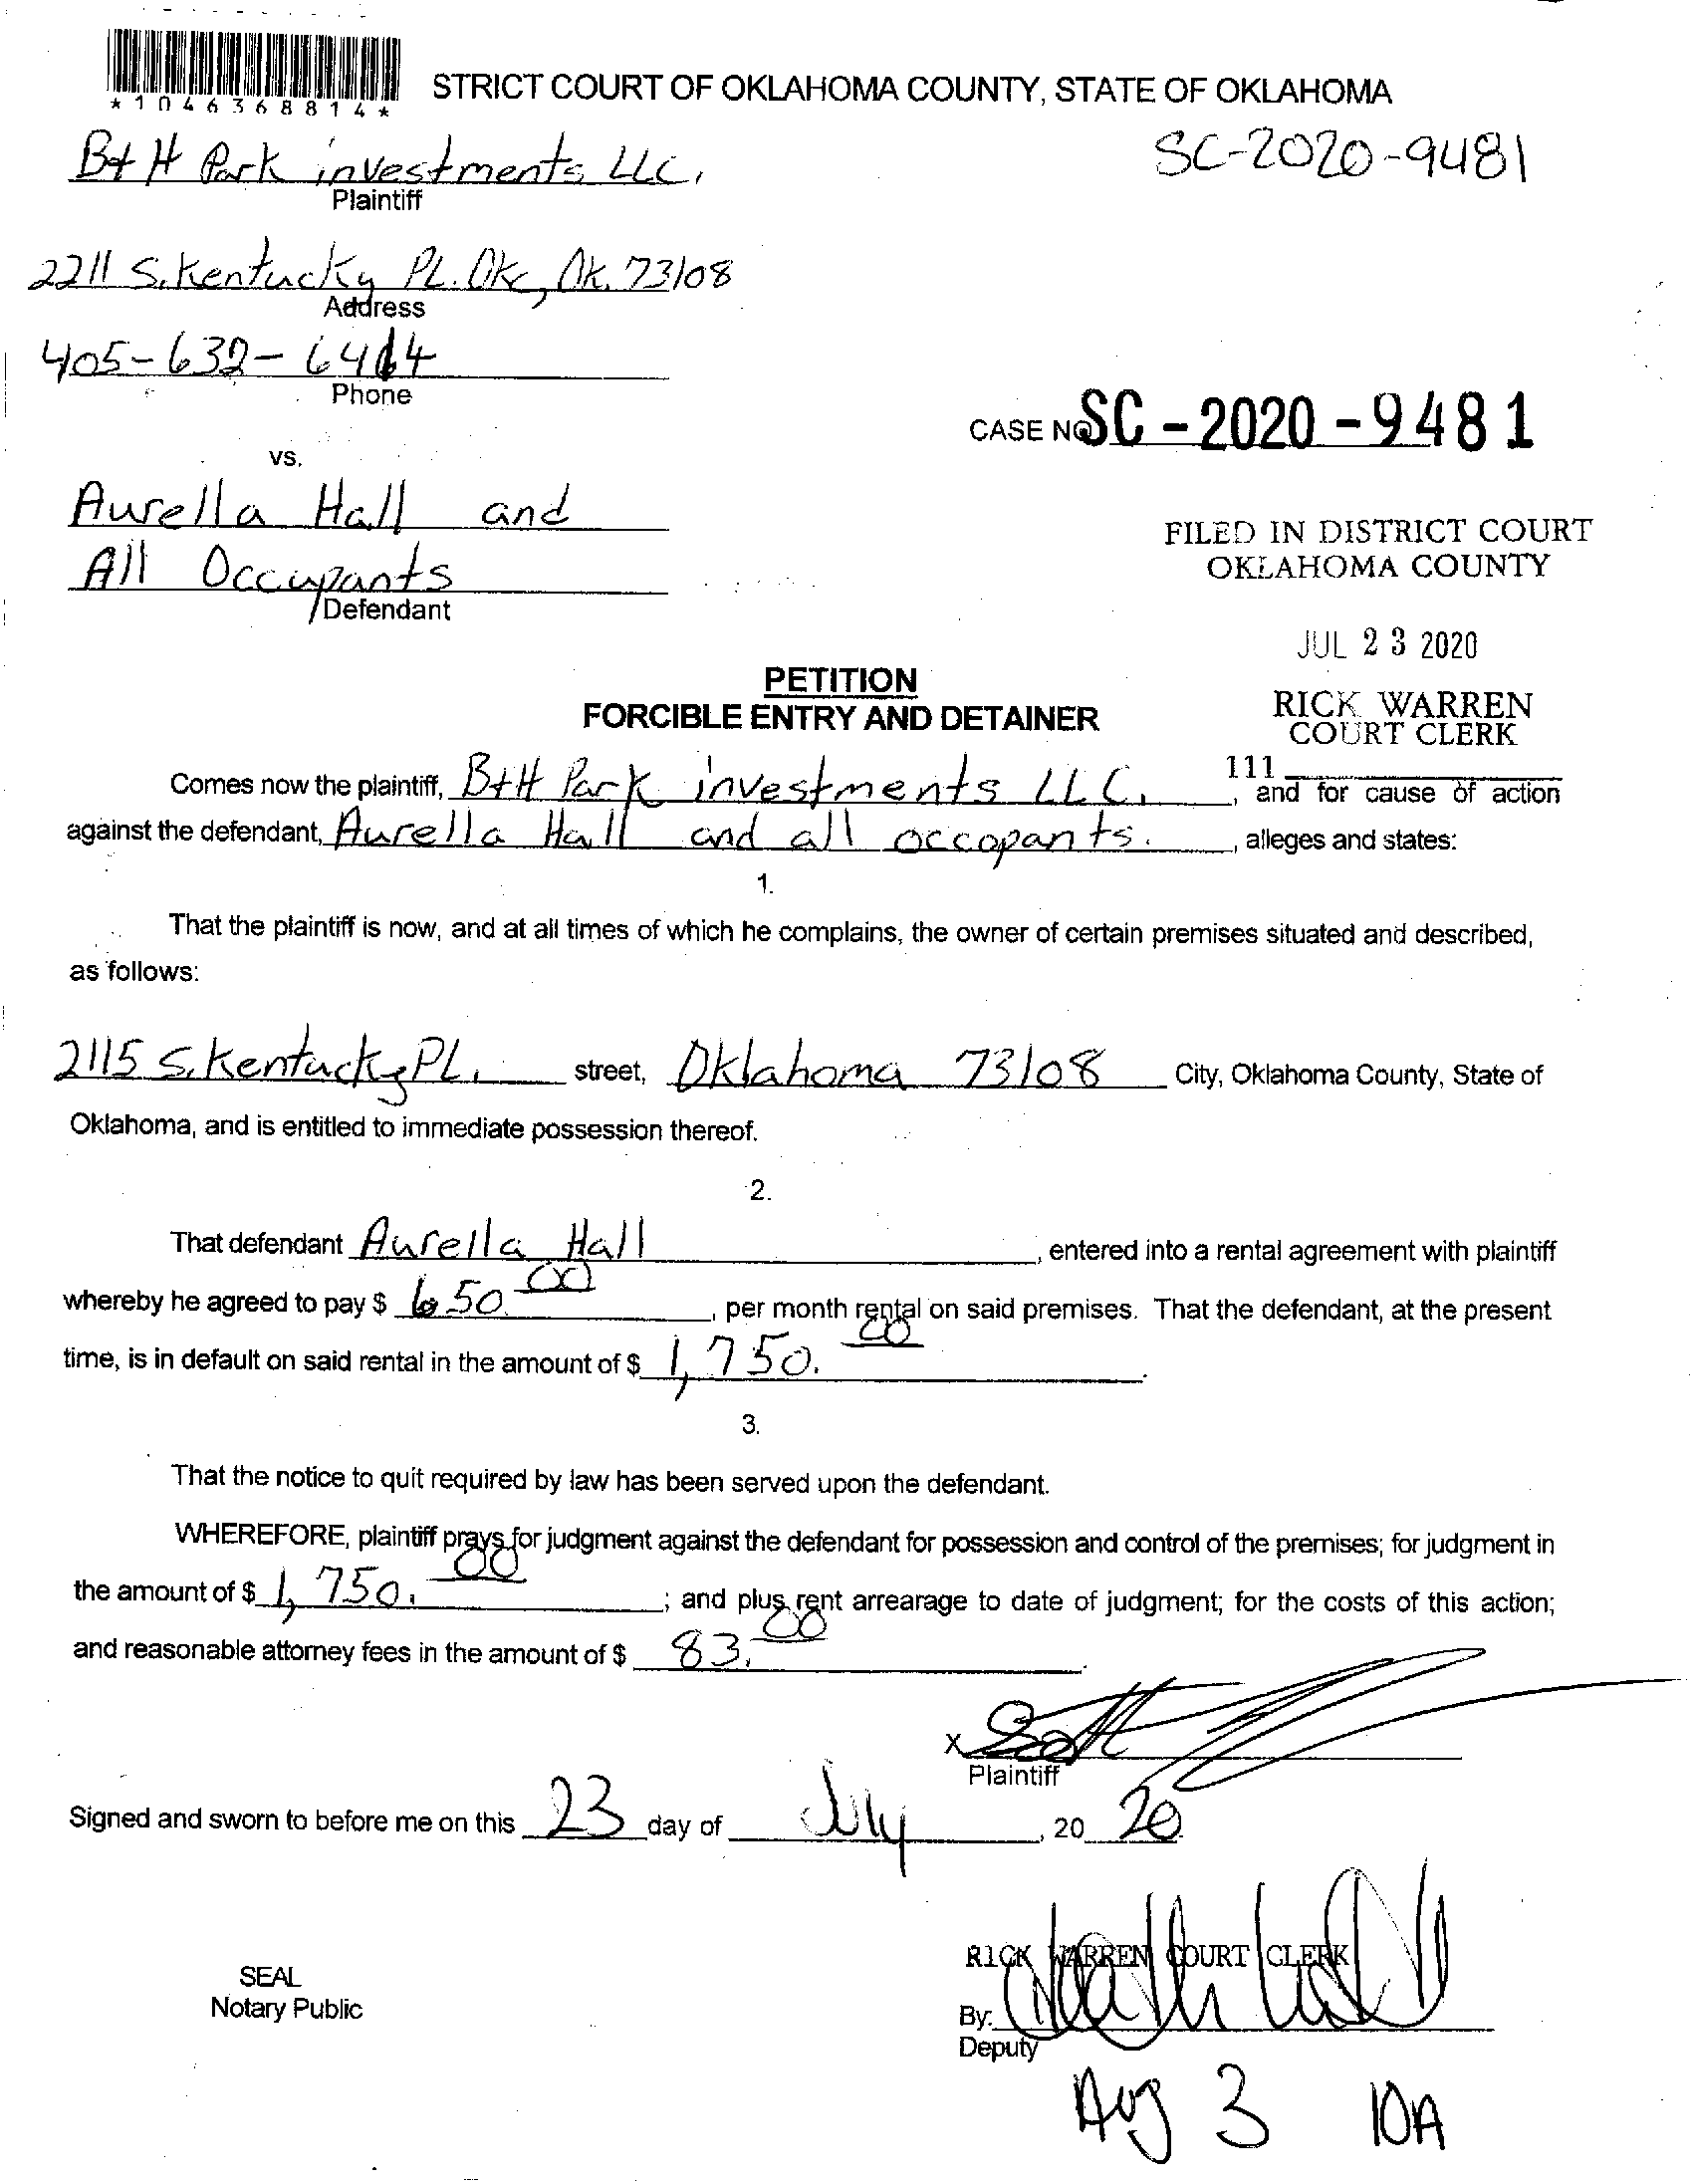 *1046368814*
STRICT COURT OF OKLAHOMA COUNTY, STATE OF OKLAHOMA
B+H Park investments LLC.
SC-2020-9481
Plaintiff
2211 S. Kentucky PL. Okc, Ok. 73108
Address
405-632-6414
Phone
CASE NO SC-2020-9481
vs.
Aurella Hall and
All Occupants
Defendant
FILED IN DISTRICT COURT
OKLAHOMA COUNTY
JUL 23 2020
PETITION
FORCIBLE ENTRY AND DETAINER
RICK WARREN
COURT CLERK
111
Comes now the plaintiff, B+H Park investments LLC., and for cause of action
against the defendant, Aurella Hall and all occopants., alleges and states:
1.
That the plaintiff is now, and at all times of which he complains, the owner of certain premises situated and described,
as follows:
2115 S. Kentucky PL. street, Oklahoma 73108 City, Oklahoma County, State of
Oklahoma, and is entitled to immediate possession thereof.
2.
That defendant Aurella Hall, entered into a rental agreement with plaintiff
whereby he agreed to pay $ 650.00, per month rental on said premises. That the defendant, at the present
time, is in default on said rental in the amount of $ 1,750.00.
3.
That the notice to quit required by law has been served upon the defendant.
WHEREFORE, plaintiff prays for judgment against the defendant for possession and control of the premises; for judgment in
the amount of $ 1,750.00; and plus rent arrearage to date of judgment; for the costs of this action;
and reasonable attorney fees in the amount of $ 83.00.
X
Plaintiff
Signed and sworn to before me on this 23 day of July, 20 20
RICK WARREN COURT CLERK
SEAL
Notary Public
By:
Deputy
Aug 3 10A